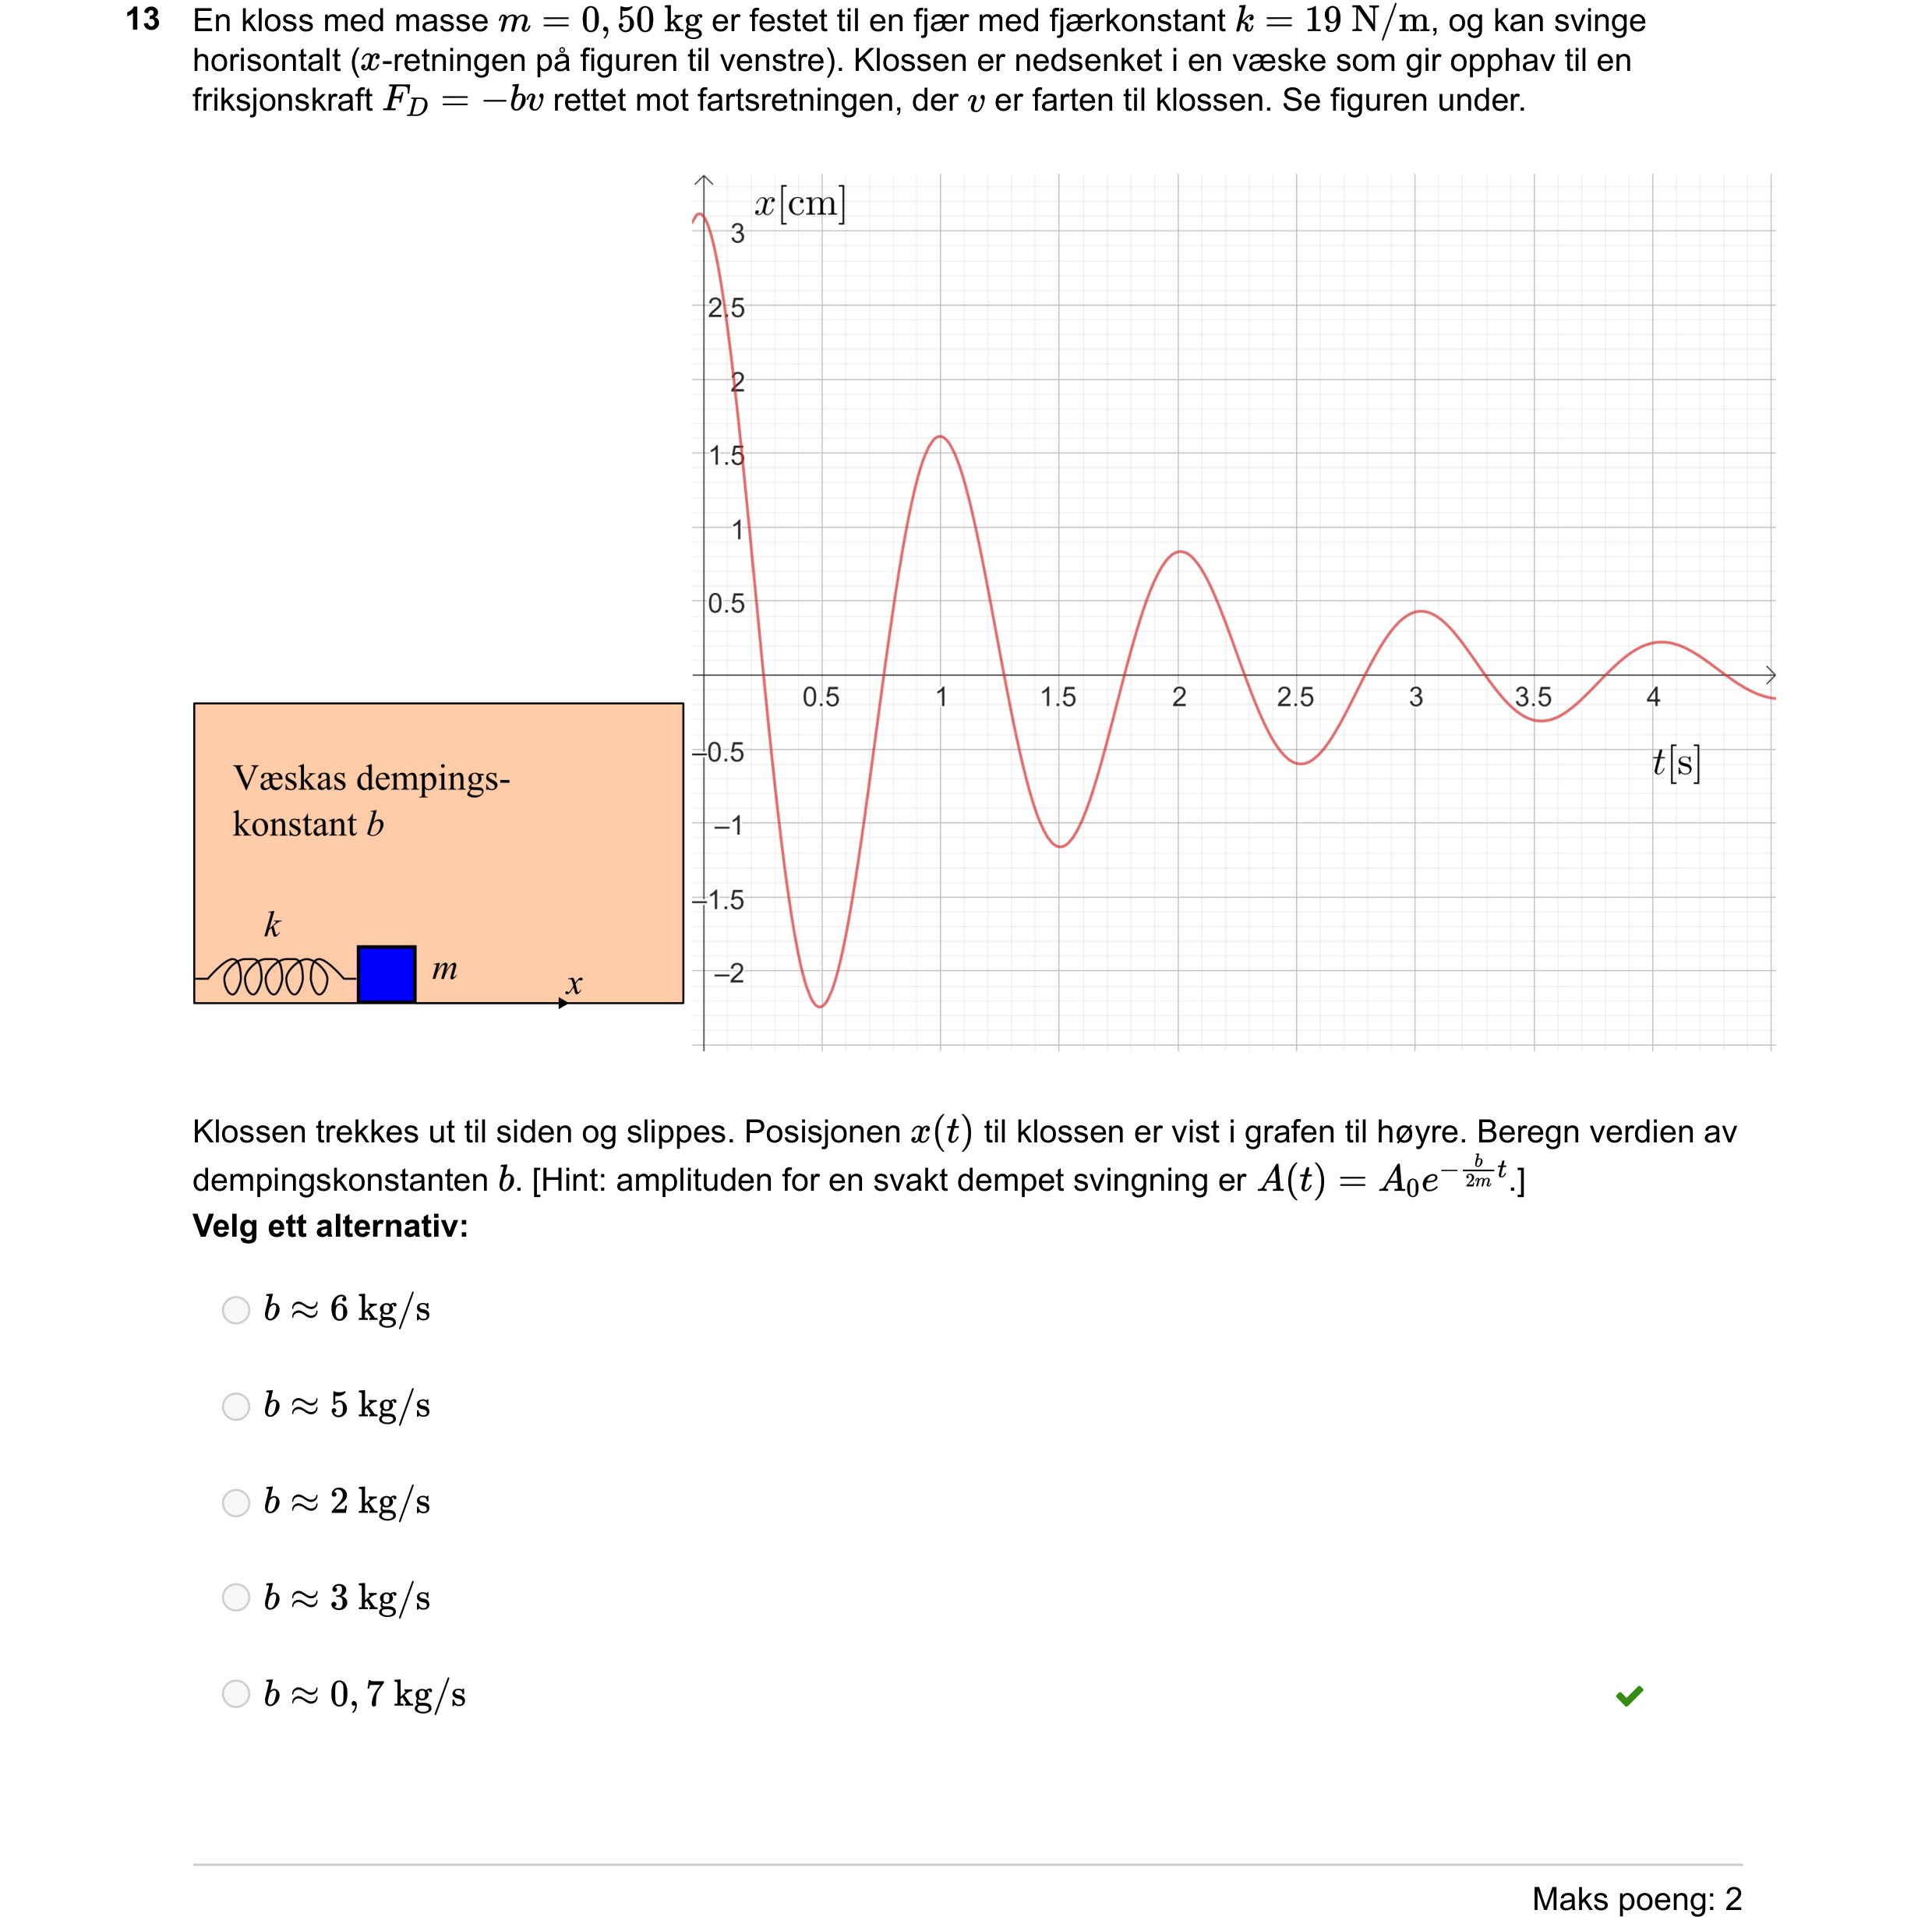 13 En kloss med masse m = 0,50 kg er festet til en fjær med fjærkonstant k = 19 N/m, og kan svinge
horisontalt (x-retningen på figuren til venstre). Klossen er nedsenket i en væske som gir opphav til en
friksjonskraft F_D = −bv rettet mot fartsretningen, der v er farten til klossen. Se figuren under.
x[cm]
3
2.5
2
1.5
1
0.5
0.5 1 1.5 2 2.5 3 3.5 4
−0.5
t[s]
−1
−1.5
−2
Væskas dempings-
konstant b
k
m
x
Klossen trekkes ut til siden og slippes. Posisjonen x(t) til klossen er vist i grafen til høyre. Beregn verdien av
dempingskonstanten b. [Hint: amplituden for en svakt dempet svingning er A(t) = A₀e^{−\frac{b}{2m}t}.]
Velg ett alternativ:
b ≈ 6 kg/s
b ≈ 5 kg/s
b ≈ 2 kg/s
b ≈ 3 kg/s
b ≈ 0,7 kg/s
Maks poeng: 2